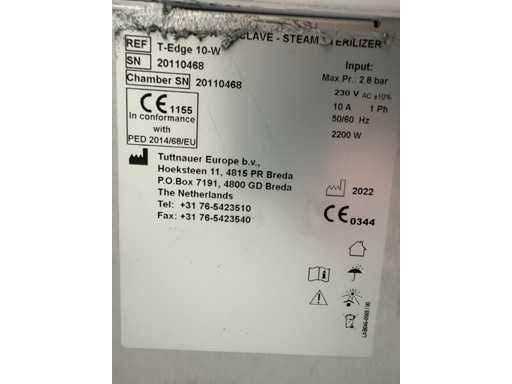 CLAVE - STEAM STERILIZER
REF T-Edge 10-W
SN 20110468
Chamber SN 20110468
CE 1155
In conformance
with
PED 2014/68/EU
Input:
Max.Pr.: 2.8 bar
230 V AC ±10%
10 A 1 Ph
50/60 Hz
2200 W
Tuttnauer Europe b.v.,
Hoeksteen 11, 4815 PR Breda
P.O.Box 7191, 4800 GD Breda
The Netherlands
Tel: +31 76-5423510
Fax: +31 76-5423540
2022
CE 0344